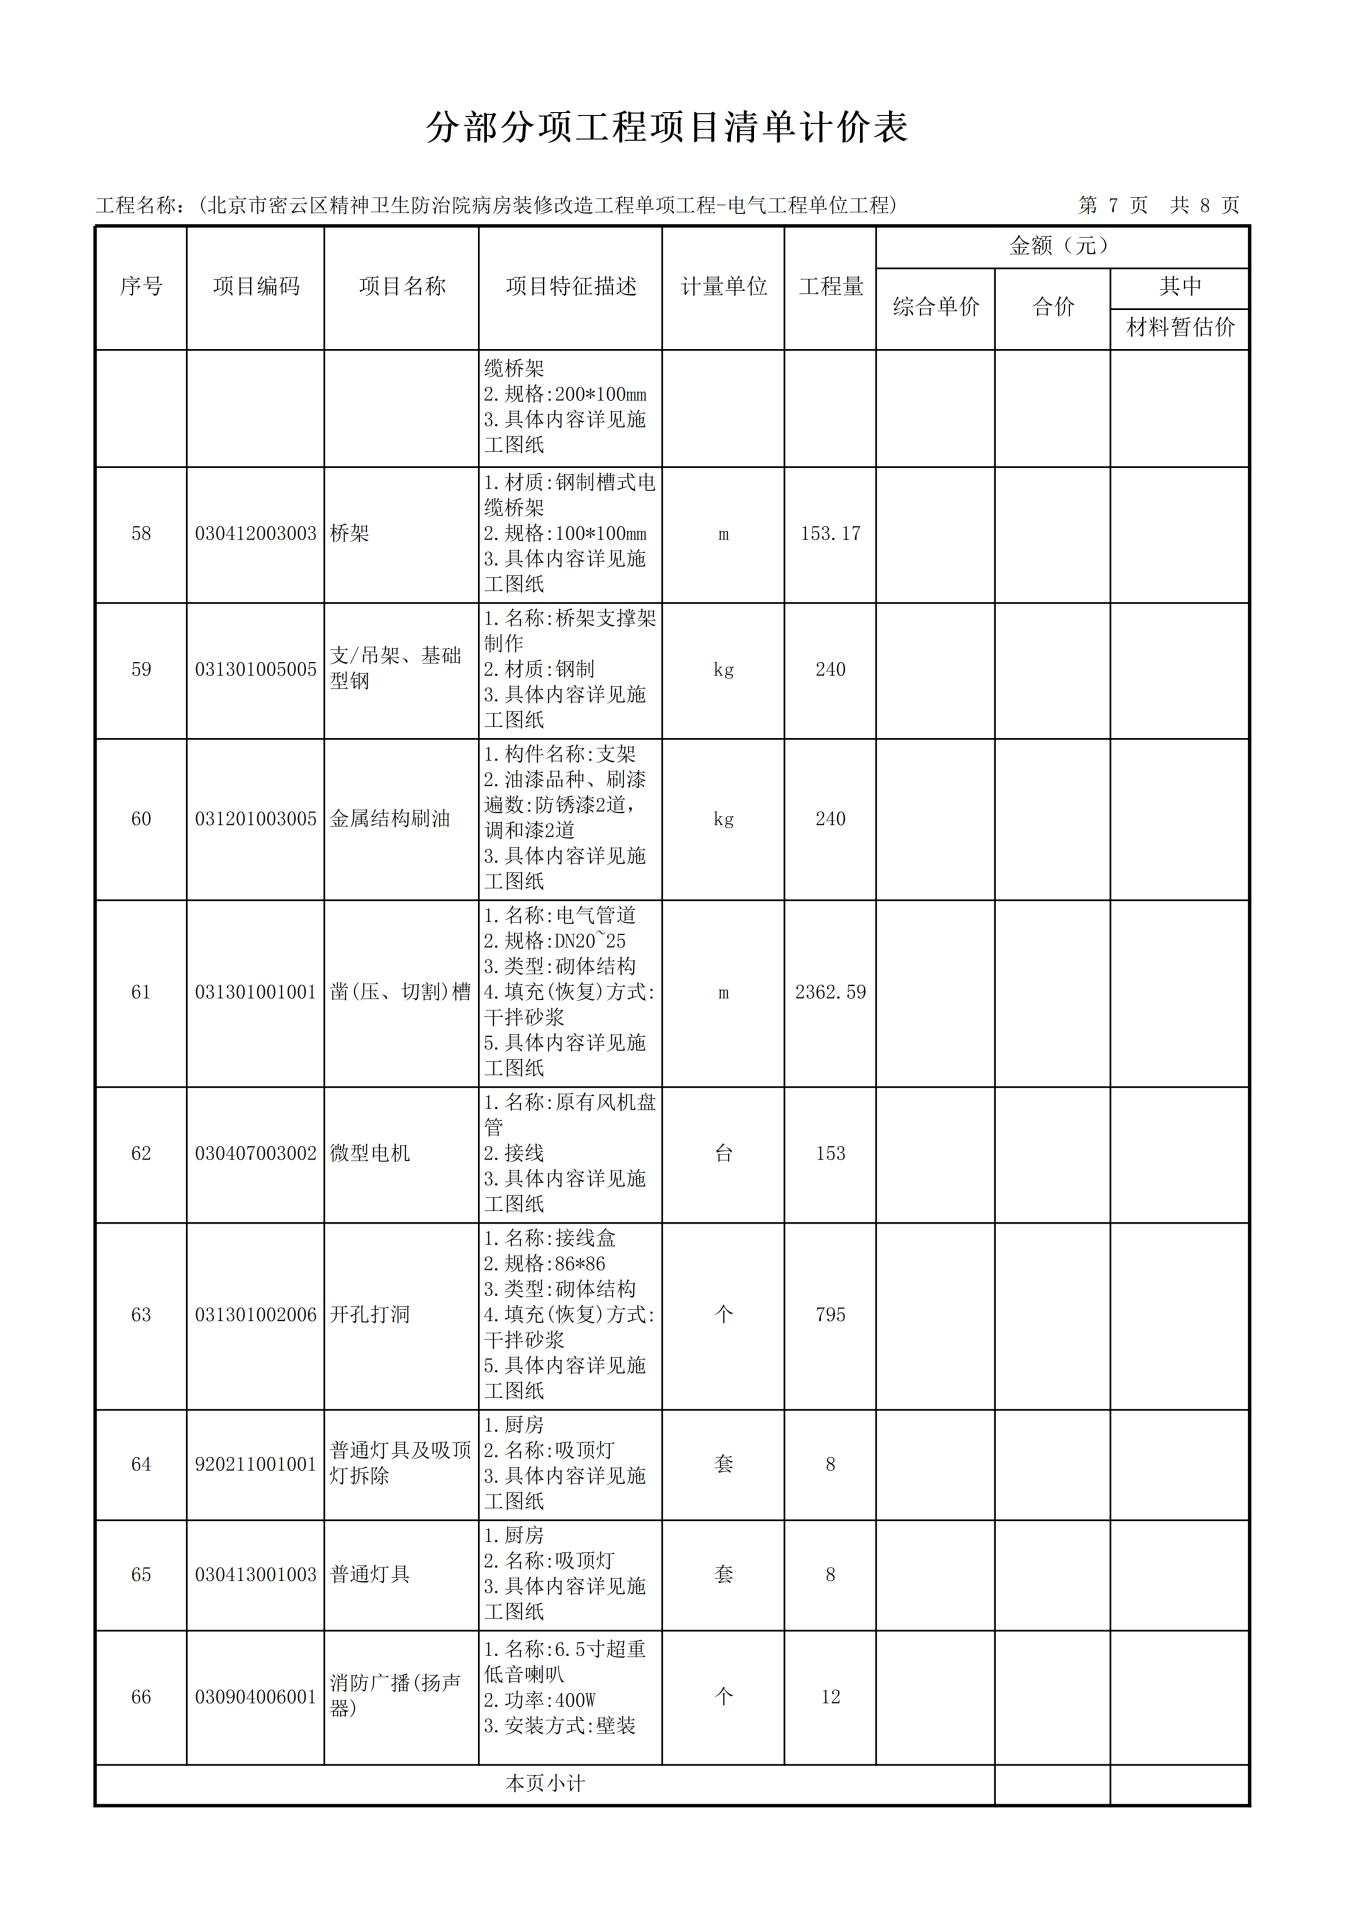 分部分项工程项目清单计价表
工程名称：(北京市密云区精神卫生防治院病房装修改造工程单项工程-电气工程单位工程) 第 7 页 共 8 页
序号 项目编码 项目名称 项目特征描述 计量单位 工程量 金额（元）
综合单价 合价 其中
材料暂估价
缆桥架
2.规格:200*100mm
3.具体内容详见施
工图纸
58 030412003003 桥架 1.材质:钢制槽式电
缆桥架
2.规格:100*100mm
3.具体内容详见施
工图纸 m 153.17
59 031301005005 支/吊架、基础
型钢 1.名称:桥架支撑架
制作
2.材质:钢制
3.具体内容详见施
工图纸 kg 240
60 031201003005 金属结构刷油 1.构件名称:支架
2.油漆品种、刷漆
遍数:防锈漆2道，
调和漆2道
3.具体内容详见施
工图纸 kg 240
61 031301001001 凿(压、切割)槽 1.名称:电气管道
2.规格:DN20~25
3.类型:砌体结构
4.填充(恢复)方式:
干拌砂浆
5.具体内容详见施
工图纸 m 2362.59
62 030407003002 微型电机 1.名称:原有风机盘
管
2.接线
3.具体内容详见施
工图纸 台 153
63 031301002006 开孔打洞 1.名称:接线盒
2.规格:86*86
3.类型:砌体结构
4.填充(恢复)方式:
干拌砂浆
5.具体内容详见施
工图纸 个 795
64 920211001001 普通灯具及吸顶
灯拆除 1.厨房
2.名称:吸顶灯
3.具体内容详见施
工图纸 套 8
65 030413001003 普通灯具 1.厨房
2.名称:吸顶灯
3.具体内容详见施
工图纸 套 8
66 030904006001 消防广播(扬声
器) 1.名称:6.5寸超重
低音喇叭
2.功率:400W
3.安装方式:壁装 个 12
本页小计